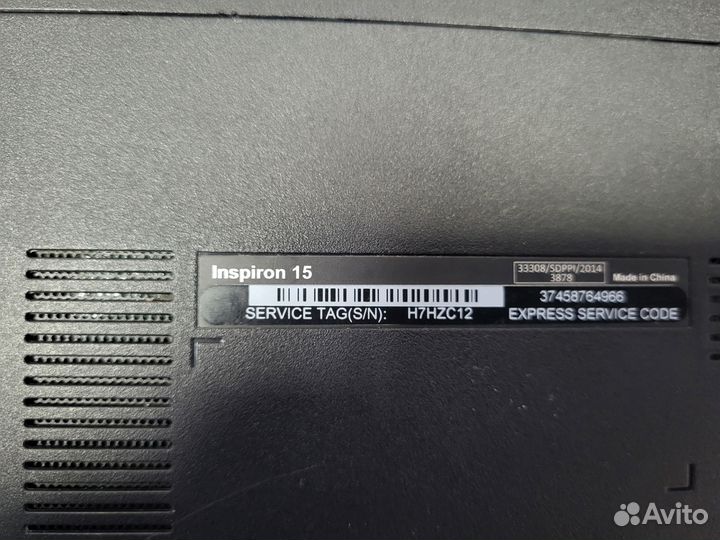 Inspiron 15
33308/SDPPI/2014
3878
Made in China
37458764966
SERVICE TAG(S/N): H7HZC12 EXPRESS SERVICE CODE
Avito